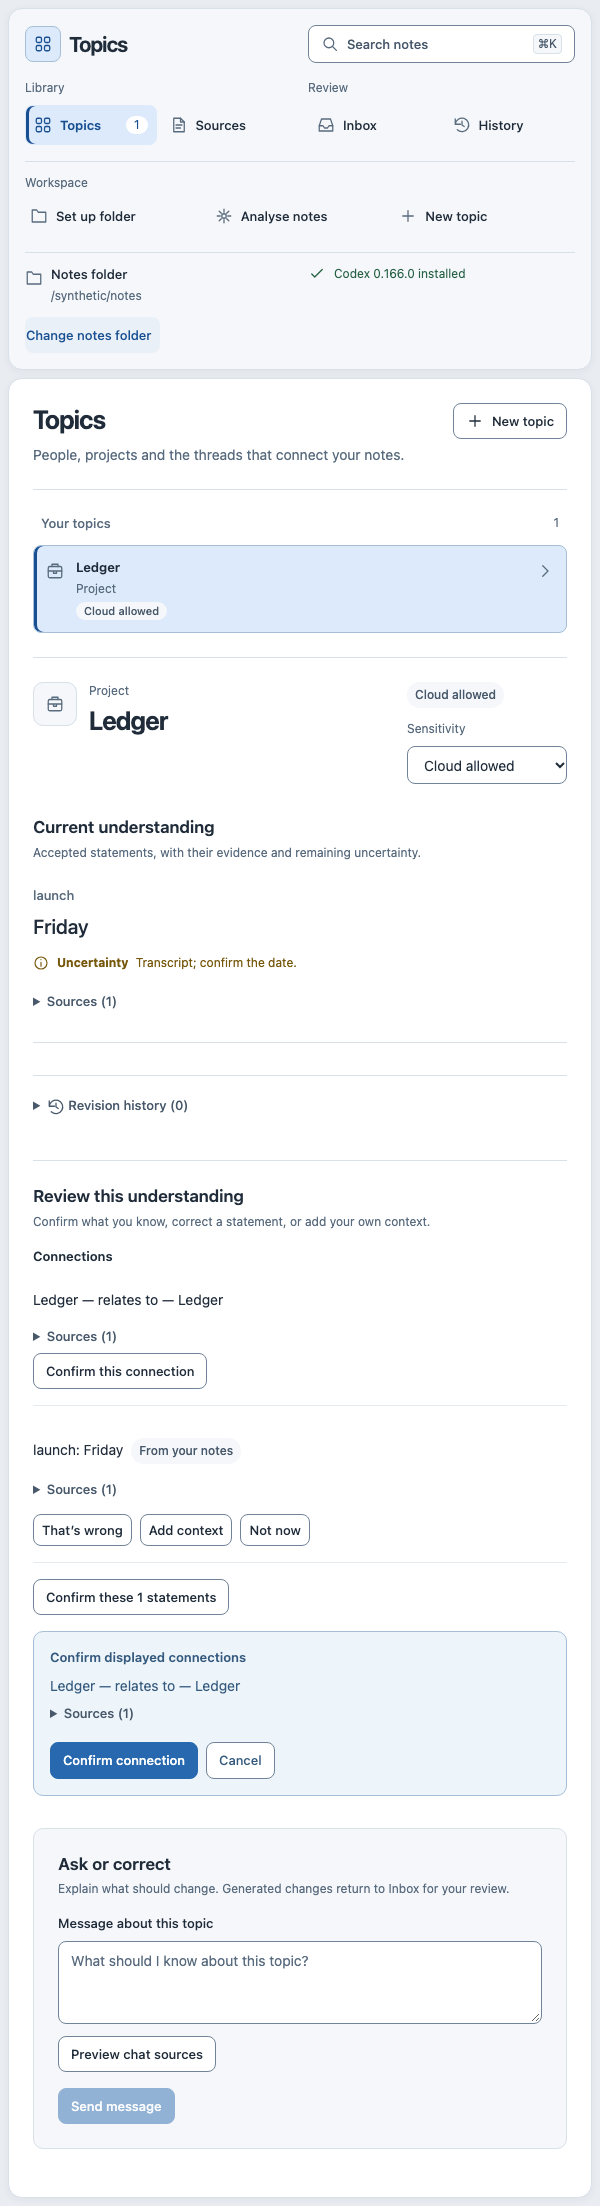 Topics
Search notes ⌘K
Library
Review
Topics 1
Sources
Inbox
History
Workspace
Set up folder
Analyse notes
New topic
Notes folder
/synthetic/notes
Codex 0.166.0 installed
Change notes folder
Topics
New topic
People, projects and the threads that connect your notes.
Your topics 1
Ledger
Project
Cloud allowed
Project
Ledger
Cloud allowed
Sensitivity
Cloud allowed
Current understanding
Accepted statements, with their evidence and remaining uncertainty.
launch
Friday
Uncertainty Transcript; confirm the date.
Sources (1)
Revision history (0)
Review this understanding
Confirm what you know, correct a statement, or add your own context.
Connections
Ledger — relates to — Ledger
Sources (1)
Confirm this connection
launch: Friday From your notes
Sources (1)
That’s wrong
Add context
Not now
Confirm these 1 statements
Confirm displayed connections
Ledger — relates to — Ledger
Sources (1)
Confirm connection
Cancel
Ask or correct
Explain what should change. Generated changes return to Inbox for your review.
Message about this topic
What should I know about this topic?
Preview chat sources
Send message